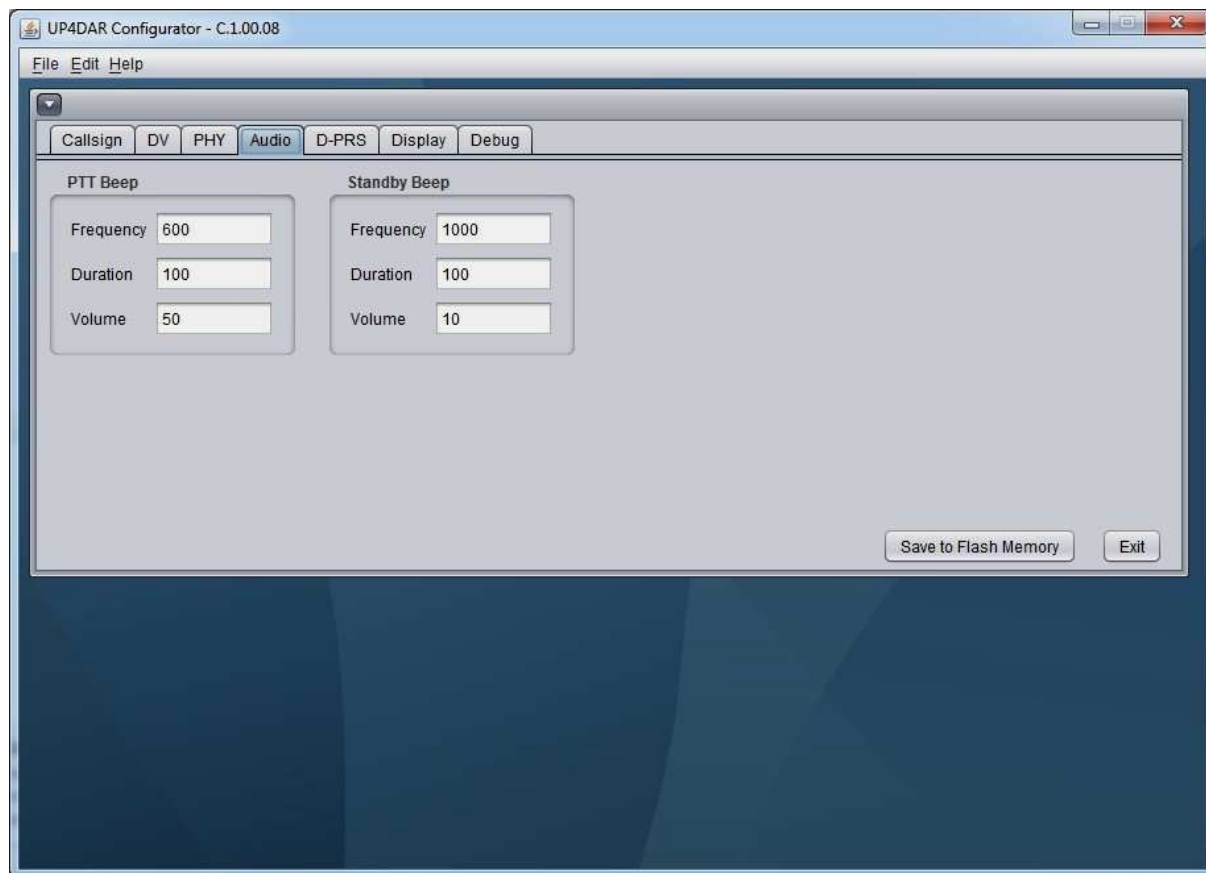 UP4DAR Configurator - C.1.00.08
File Edit Help
Callsign DV PHY Audio D-PRS Display Debug
PTT Beep Standby Beep
Frequency 600 Frequency 1000
Duration 100 Duration 100
Volume 50 Volume 10
Save to Flash Memory Exit